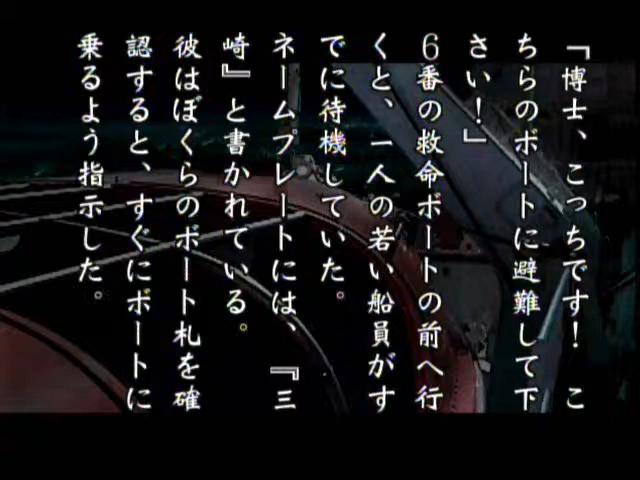 「博士、こっちです！　こ
ちらのボートに避難して下
さい！」
６番の救命ボートの前へ行
くと、一人の若い船員がす
でに待機していた。
ネームプレートには、『三
崎』と書かれている。
彼はぼくらのボート札を確
認すると、すぐにボートに
乗るよう指示した。